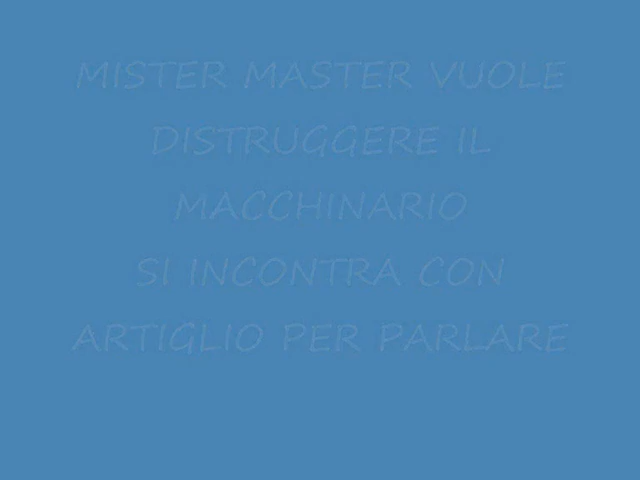 MISTER MASTER VUOLE
DISTRUGGERE IL
MACCHINARIO
SI INCONTRA CON
ARTIGLIO PER PARLARE